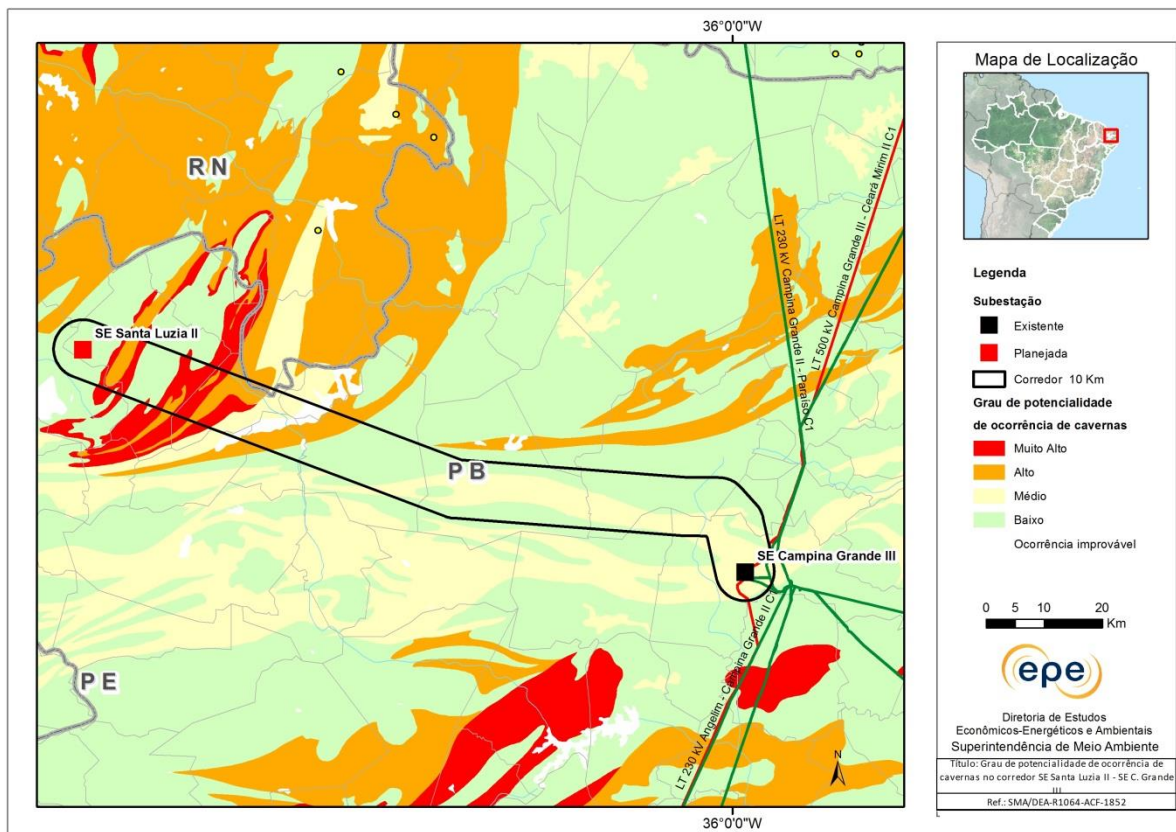 36°0'0"W
RN
SE Santa Luzia II
PB
SE Campina Grande III
PE
LT 230 kV Campina Grande II - Paraíso C1
LT 500 kV Campina Grande III - Ceará Mirim II C1
LT 230 kV Angelim - Campina Grande II C1
N
36°0'0"W
Mapa de Localização
Legenda
Subestação
Existente
Planejada
Corredor 10 Km
Grau de potencialidade
de ocorrência de cavernas
Muito Alto
Alto
Médio
Baixo
Ocorrência improvável
0 5 10 20
Km
epe
Diretoria de Estudos
Econômicos-Energéticos e Ambientais
Superintendência de Meio Ambiente
Título: Grau de potencialidade de ocorrência de
cavernas no corredor SE Santa Luzia II - SE C. Grande
III
Ref.: SMA/DEA-R1064-ACF-1852